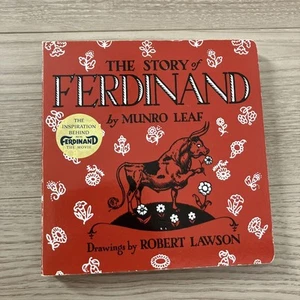 THE STORY of
FERDINAND
by MUNRO LEAF
THE
INSPIRATION
BEHIND
FERDINAND
THE MOVIE
Drawings by ROBERT LAWSON